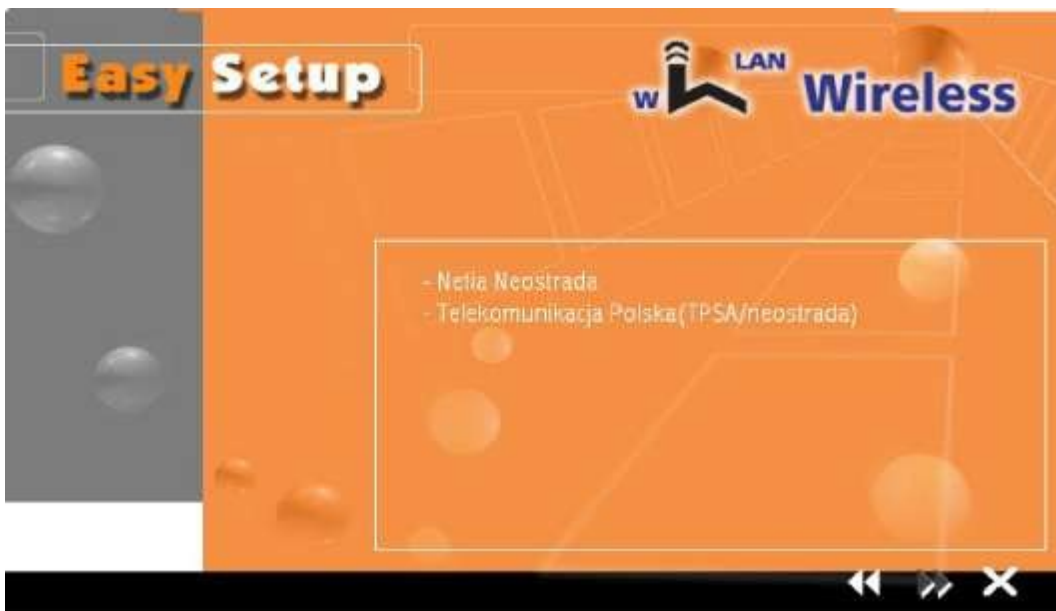 Easy Setup
W LAN Wireless
- Netia Neostrada
- Telekomunikacja Polska(TPSA/neostrada)